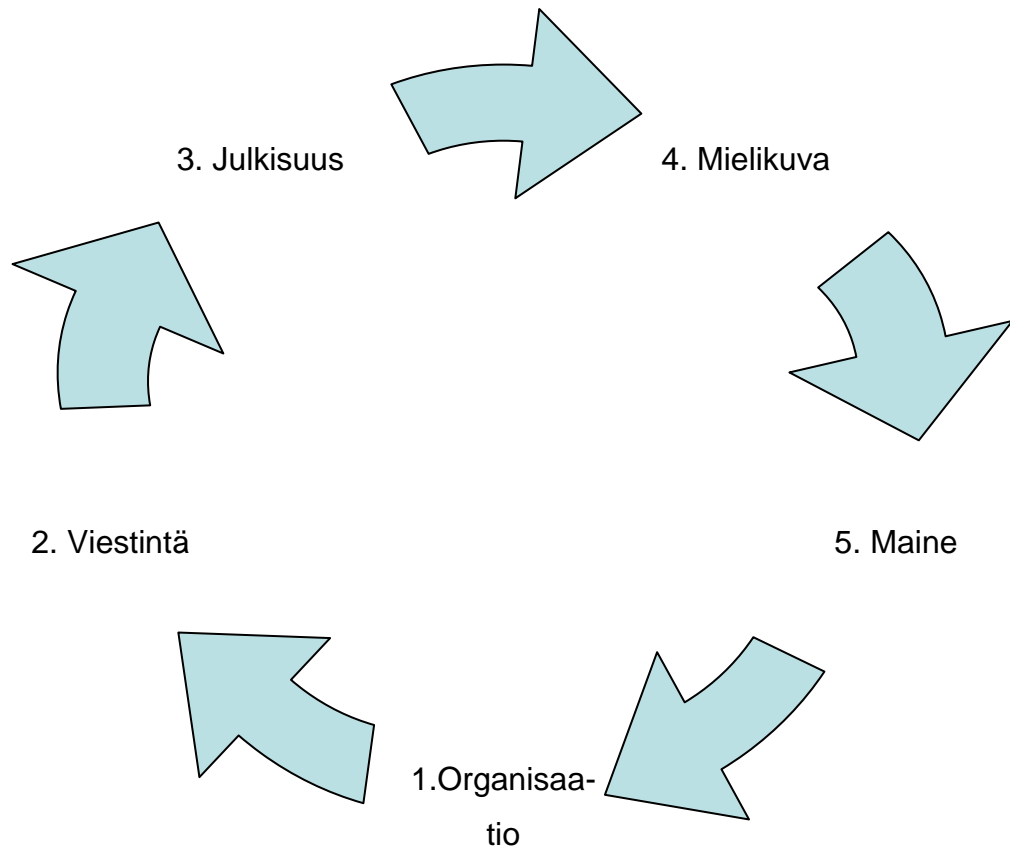 3. Julkisuus
4. Mielikuva
2. Viestintä
5. Maine
1.Organisaa-
tio